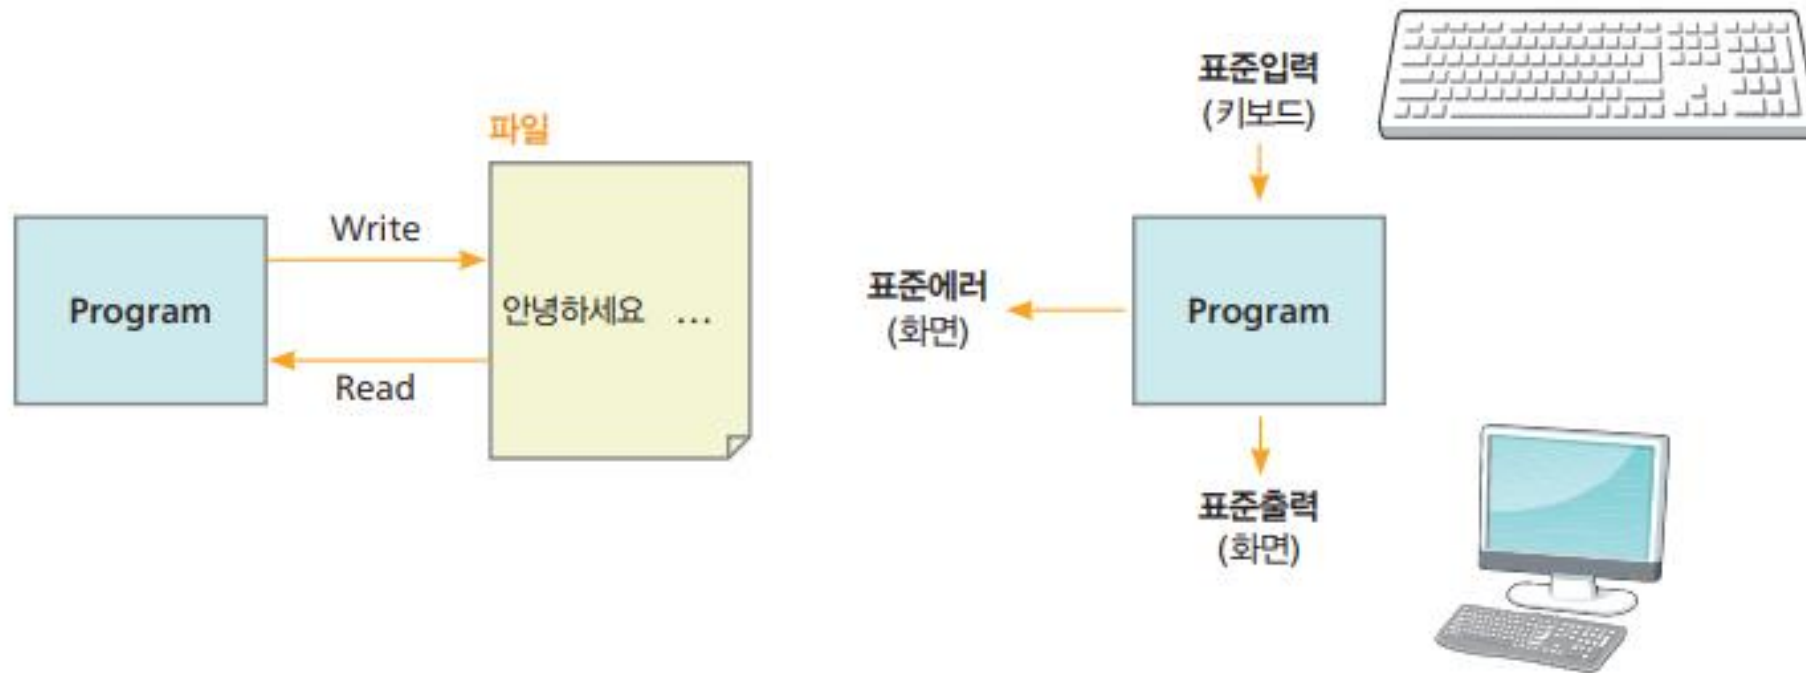 파일
Program
Write
Read
안녕하세요 ...
표준입력
(키보드)
표준에러
(화면)
Program
표준출력
(화면)